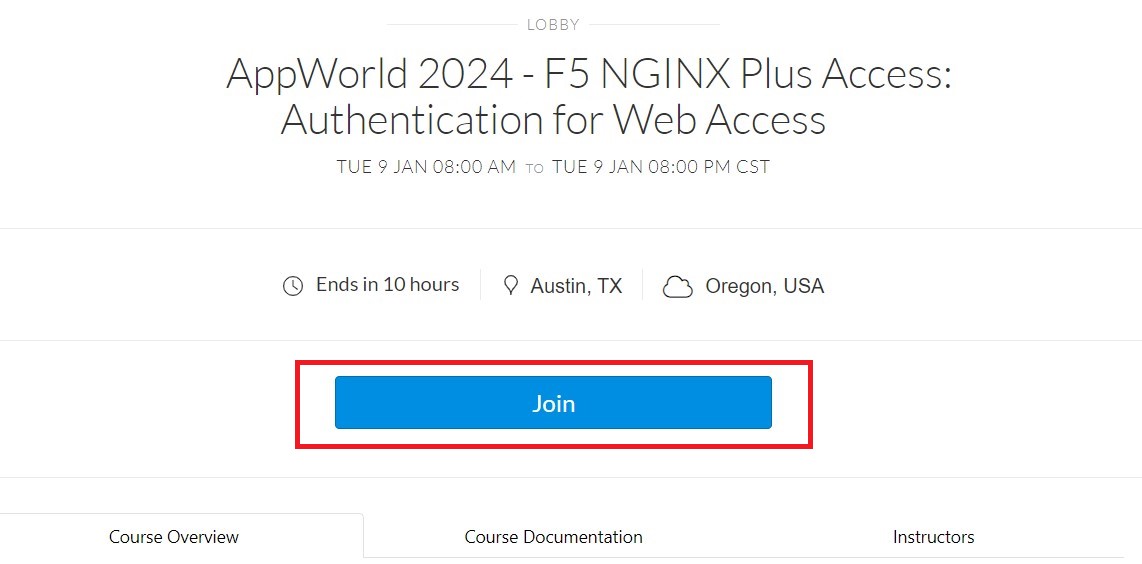 LOBBY
AppWorld 2024 - F5 NGINX Plus Access:
Authentication for Web Access
TUE 9 JAN 08:00 AM TO TUE 9 JAN 08:00 PM CST
Ends in 10 hours Austin, TX Oregon, USA
Join
Course Overview Course Documentation Instructors